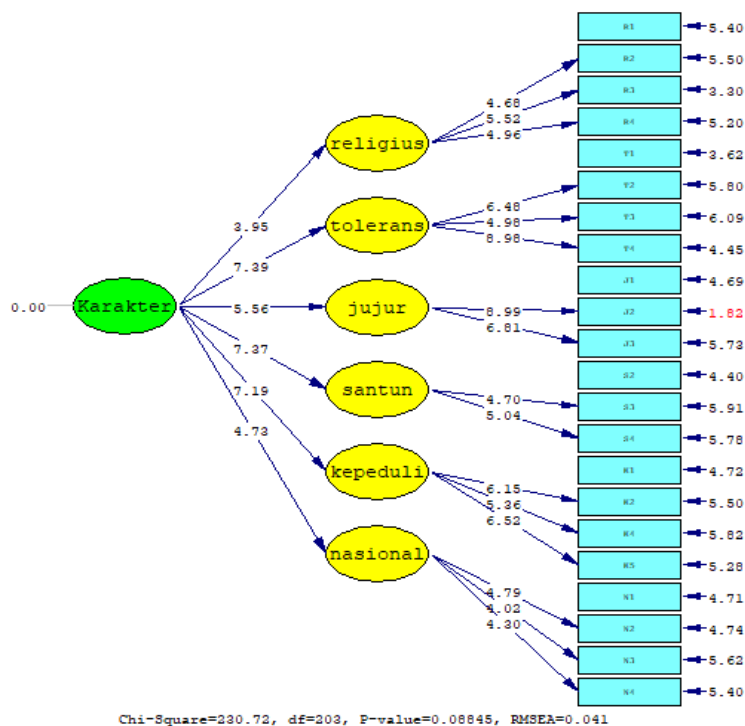 R1 5.40
R2 5.50
4.68
R3 3.30
5.52
religius
4.96
R4 5.20
T1 3.62
T2 5.80
6.48
3.95
tolerans
4.98
T3 6.09
8.98
T4 4.45
7.39
J1 4.69
0.00
Karakter
5.56
jujur
8.99
J2 1.82
6.81
J3 5.73
7.37
S2 4.40
santun
4.70
S3 5.91
7.19
5.04
S4 5.78
4.73
K1 4.72
kepeduli
6.15
K2 5.50
5.36
K4 5.82
6.52
K5 5.28
nasional
N1 4.71
4.79
4.02
N2 4.74
4.30
N3 5.62
N4 5.40
Chi-Square=230.72, df=203, P-value=0.08845, RMSEA=0.041